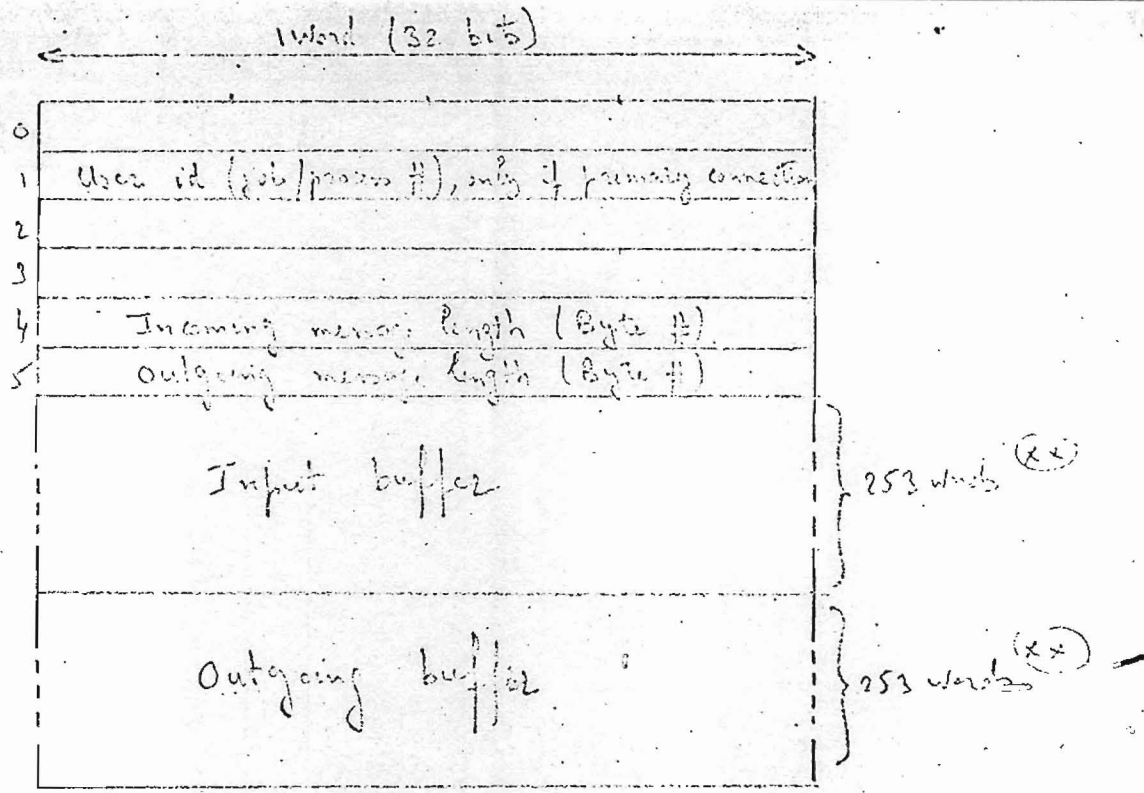 1 Word (32 bits)
0
1 User id (job/process #), only if primary connection
2
3
4 Incoming message length (Byte #)
5 Outgoing message length (Byte #)
Input buffer
253 words (xx)
Outgoing buffer
253 words (xx)